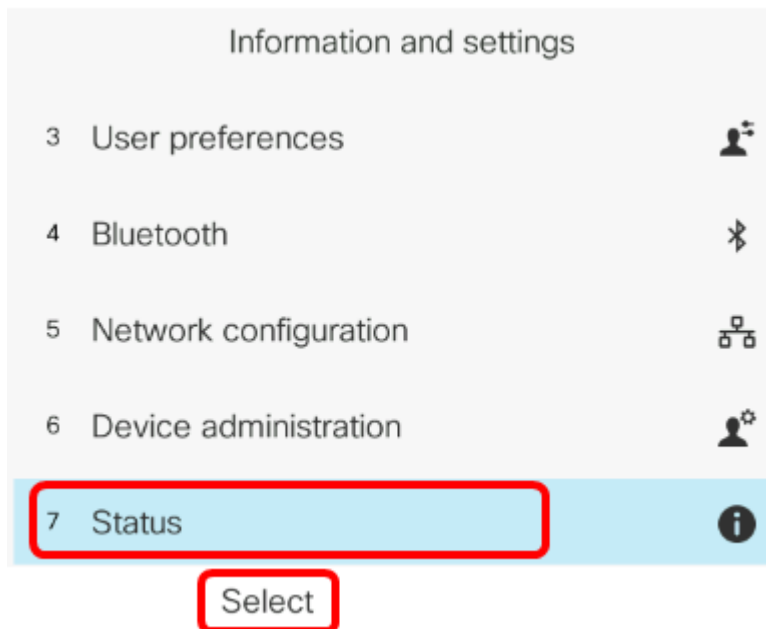 Information and settings
3 User preferences
4 Bluetooth
5 Network configuration
6 Device administration
7 Status
Select